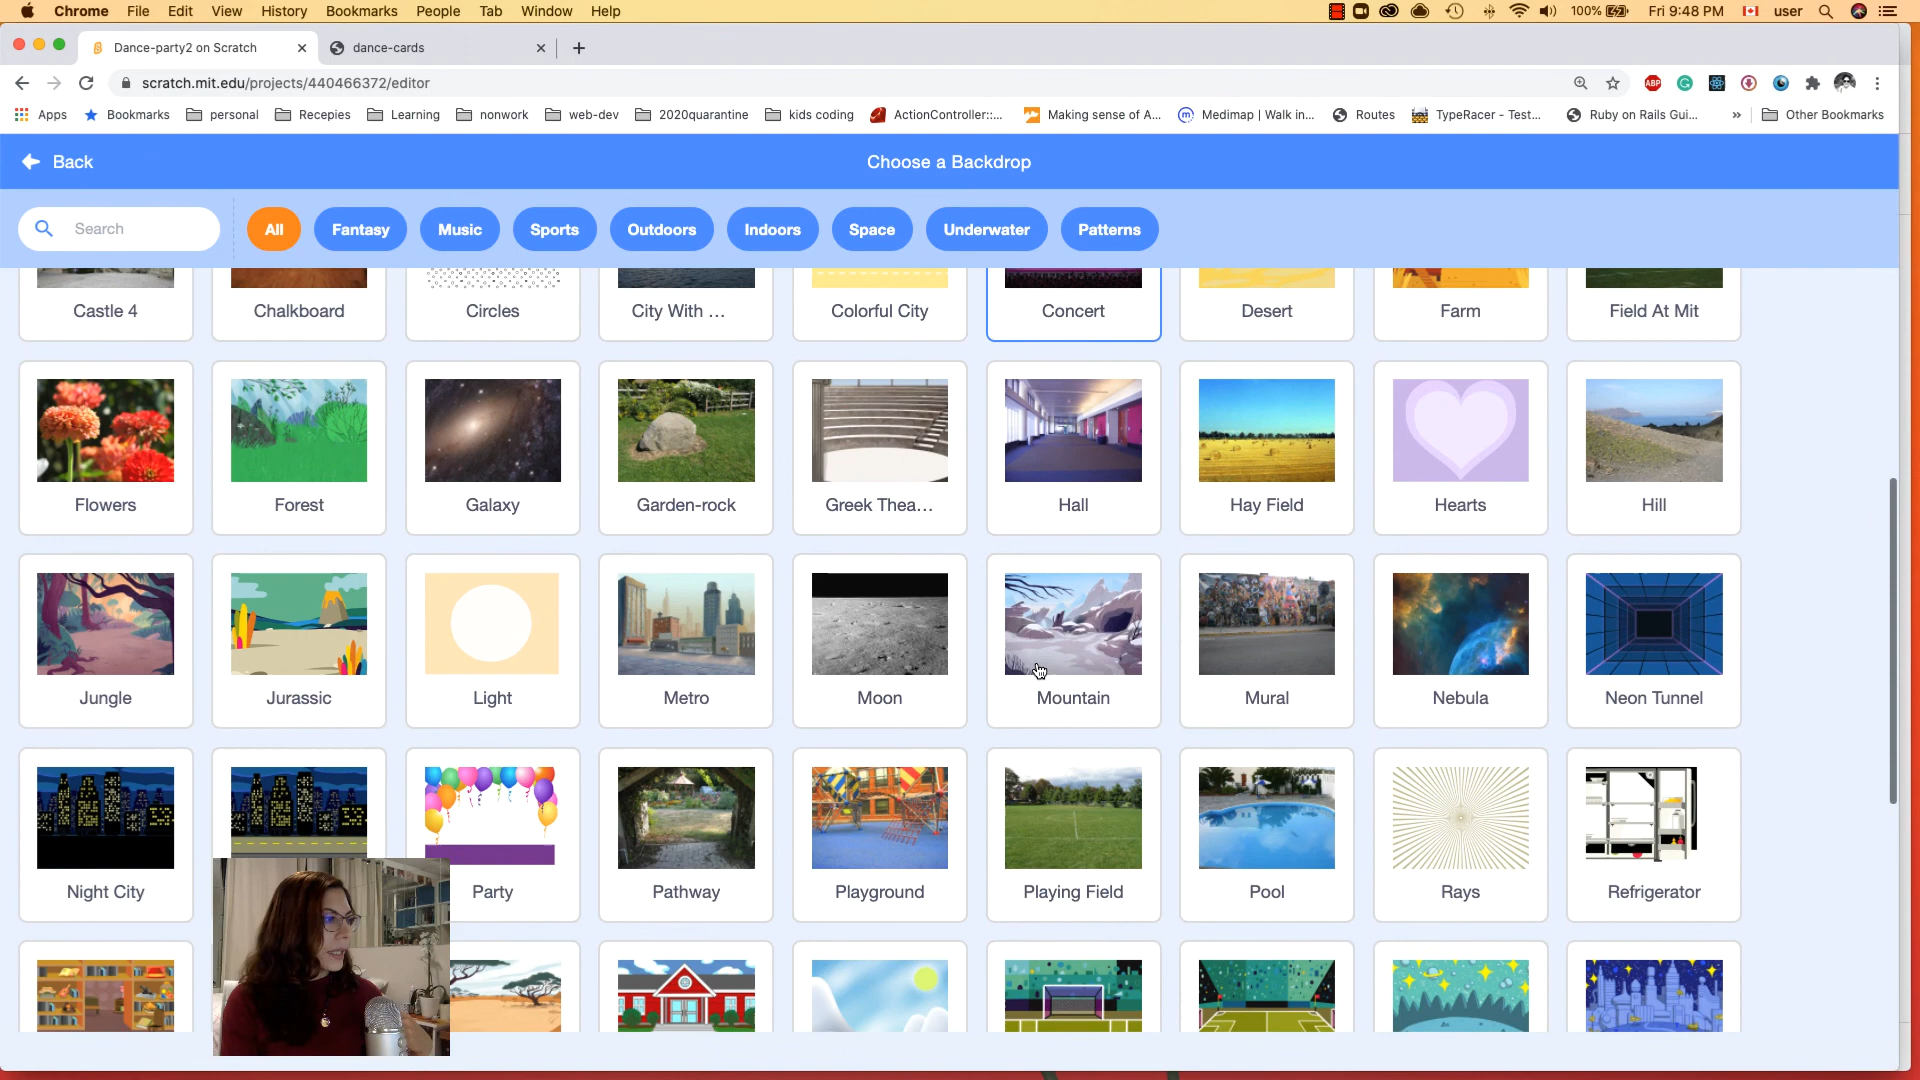 Chrome File Edit View History Bookmarks People Tab Window Help 100% Fri 9:48 PM user
Dance-party2 on Scratch dance-cards
scratch.mit.edu/projects/440466372/editor
ABP
Apps Bookmarks personal Recepies Learning nonwork web-dev 2020quarantine kids coding ActionController::... Making sense of A... Medimap | Walk in... Routes TypeRacer - Test... Ruby on Rails Gui... » Other Bookmarks
Back Choose a Backdrop
Search All Fantasy Music Sports Outdoors Indoors Space Underwater Patterns
Castle 4 Chalkboard Circles City With ... Colorful City Concert Desert Farm Field At Mit
Flowers Forest Galaxy Garden-rock Greek Thea... Hall Hay Field Hearts Hill
Jungle Jurassic Light Metro Moon Mountain Mural Nebula Neon Tunnel
Night City Party Pathway Playground Playing Field Pool Rays Refrigerator